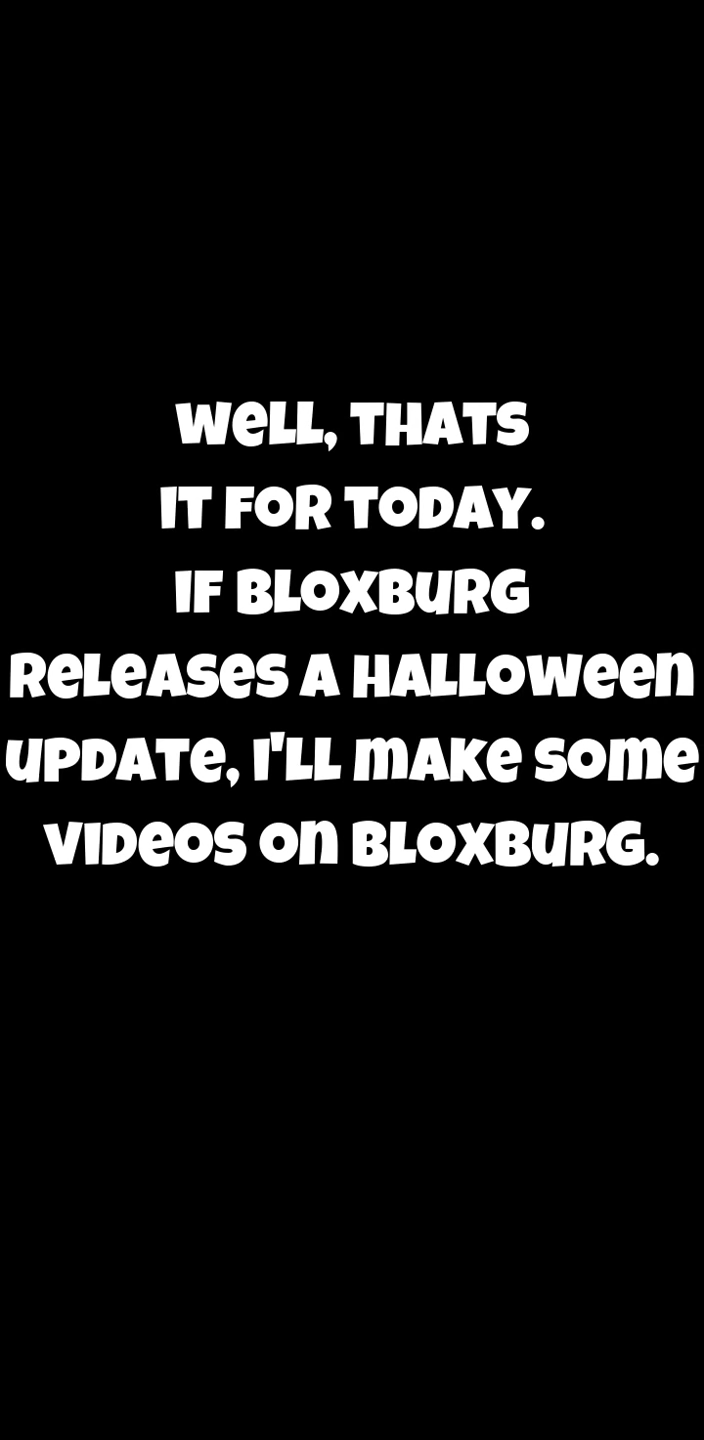 Well, thats
it for today.
If Bloxburg
releases a Halloween
update, I'll make some
videos on Bloxburg.